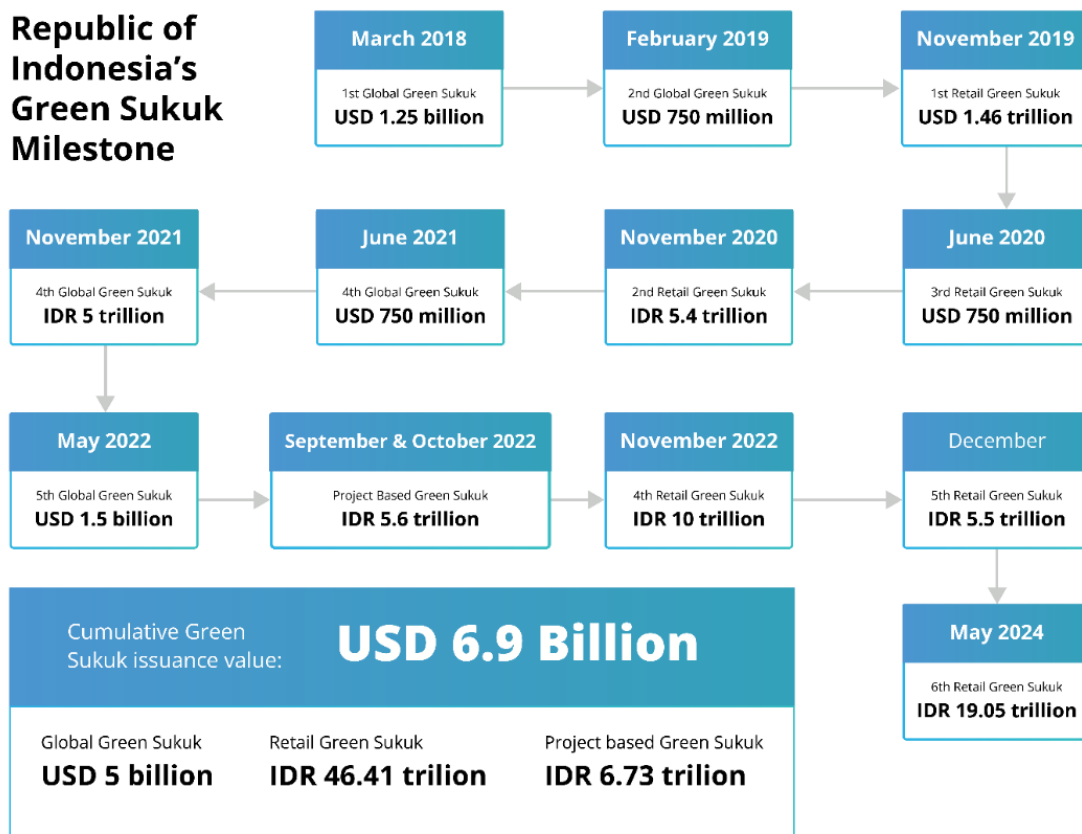 Republic of
Indonesia’s
Green Sukuk
Milestone
March 2018
1st Global Green Sukuk
USD 1.25 billion
February 2019
2nd Global Green Sukuk
USD 750 million
November 2019
1st Retail Green Sukuk
USD 1.46 trillion
June 2020
3rd Retail Green Sukuk
USD 750 million
November 2020
2nd Retail Green Sukuk
IDR 5.4 trillion
June 2021
4th Global Green Sukuk
USD 750 million
November 2021
4th Global Green Sukuk
IDR 5 trillion
May 2022
5th Global Green Sukuk
USD 1.5 billion
September & October 2022
Project Based Green Sukuk
IDR 5.6 trillion
November 2022
4th Retail Green Sukuk
IDR 10 trillion
December
5th Retail Green Sukuk
IDR 5.5 trillion
May 2024
6th Retail Green Sukuk
IDR 19.05 trillion
Cumulative Green
Sukuk issuance value:
USD 6.9 Billion
Global Green Sukuk
USD 5 billion
Retail Green Sukuk
IDR 46.41 trilion
Project based Green Sukuk
IDR 6.73 trilion